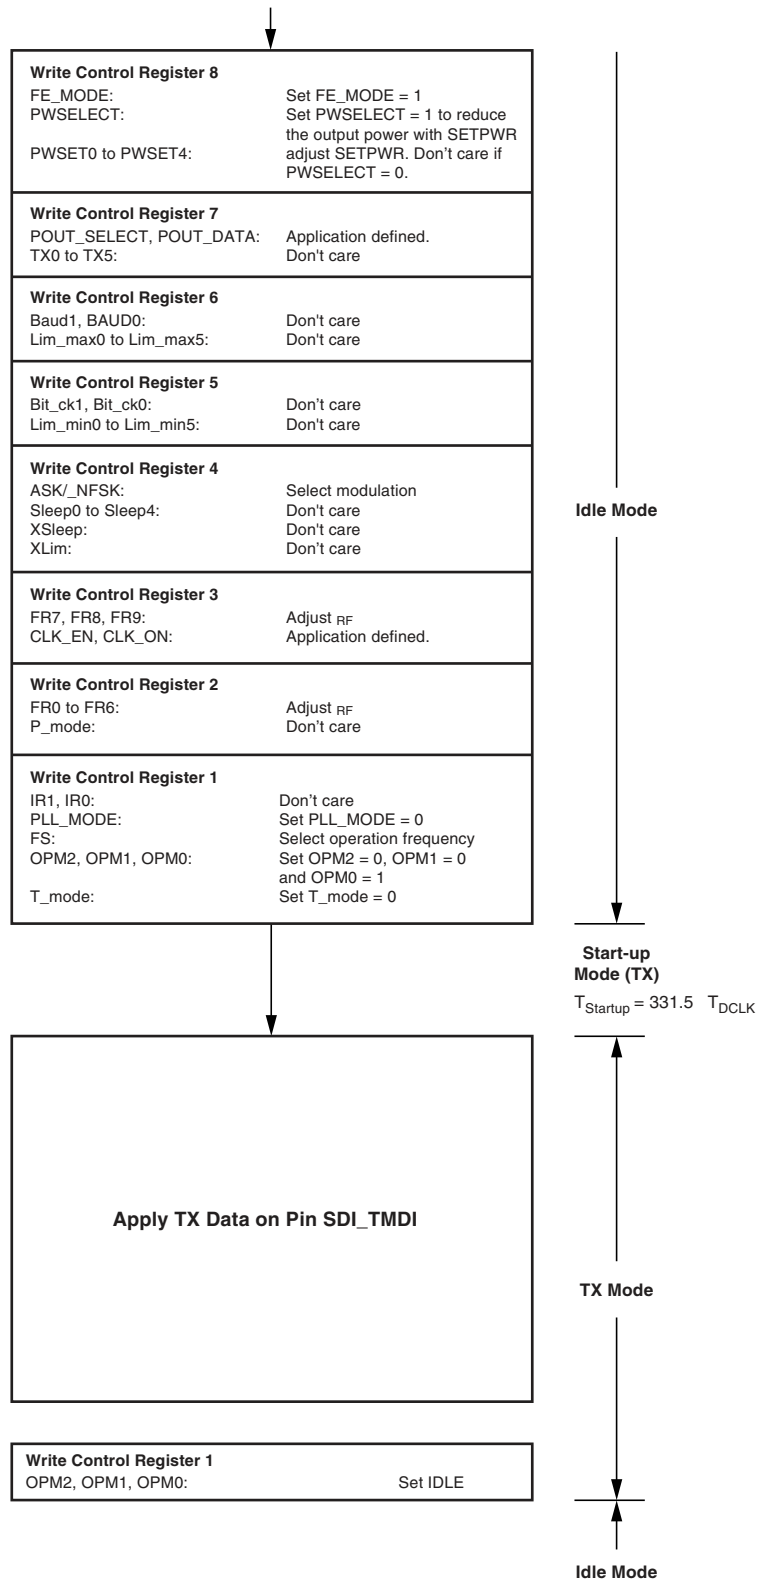 Write Control Register 8
FE_MODE: Set FE_MODE = 1
PWSELECT: Set PWSELECT = 1 to reduce
the output power with SETPWR
PWSET0 to PWSET4: adjust SETPWR. Don't care if
PWSELECT = 0.
Write Control Register 7
POUT_SELECT, POUT_DATA: Application defined.
TX0 to TX5: Don't care
Write Control Register 6
Baud1, BAUD0: Don't care
Lim_max0 to Lim_max5: Don't care
Write Control Register 5
Bit_ck1, Bit_ck0: Don't care
Lim_min0 to Lim_min5: Don't care
Write Control Register 4
ASK/_NFSK: Select modulation
Sleep0 to Sleep4: Don't care
XSleep: Don't care
XLim: Don't care
Idle Mode
Write Control Register 3
FR7, FR8, FR9: Adjust RF
CLK_EN, CLK_ON: Application defined.
Write Control Register 2
FR0 to FR6: Adjust RF
P_mode: Don't care
Write Control Register 1
IR1, IR0: Don't care
PLL_MODE: Set PLL_MODE = 0
FS: Select operation frequency
OPM2, OPM1, OPM0: Set OPM2 = 0, OPM1 = 0
and OPM0 = 1
T_mode: Set T_mode = 0
Start-up
Mode (TX)
TStartup = 331.5 TDCLK
Apply TX Data on Pin SDI_TMDI
TX Mode
Write Control Register 1
OPM2, OPM1, OPM0: Set IDLE
Idle Mode